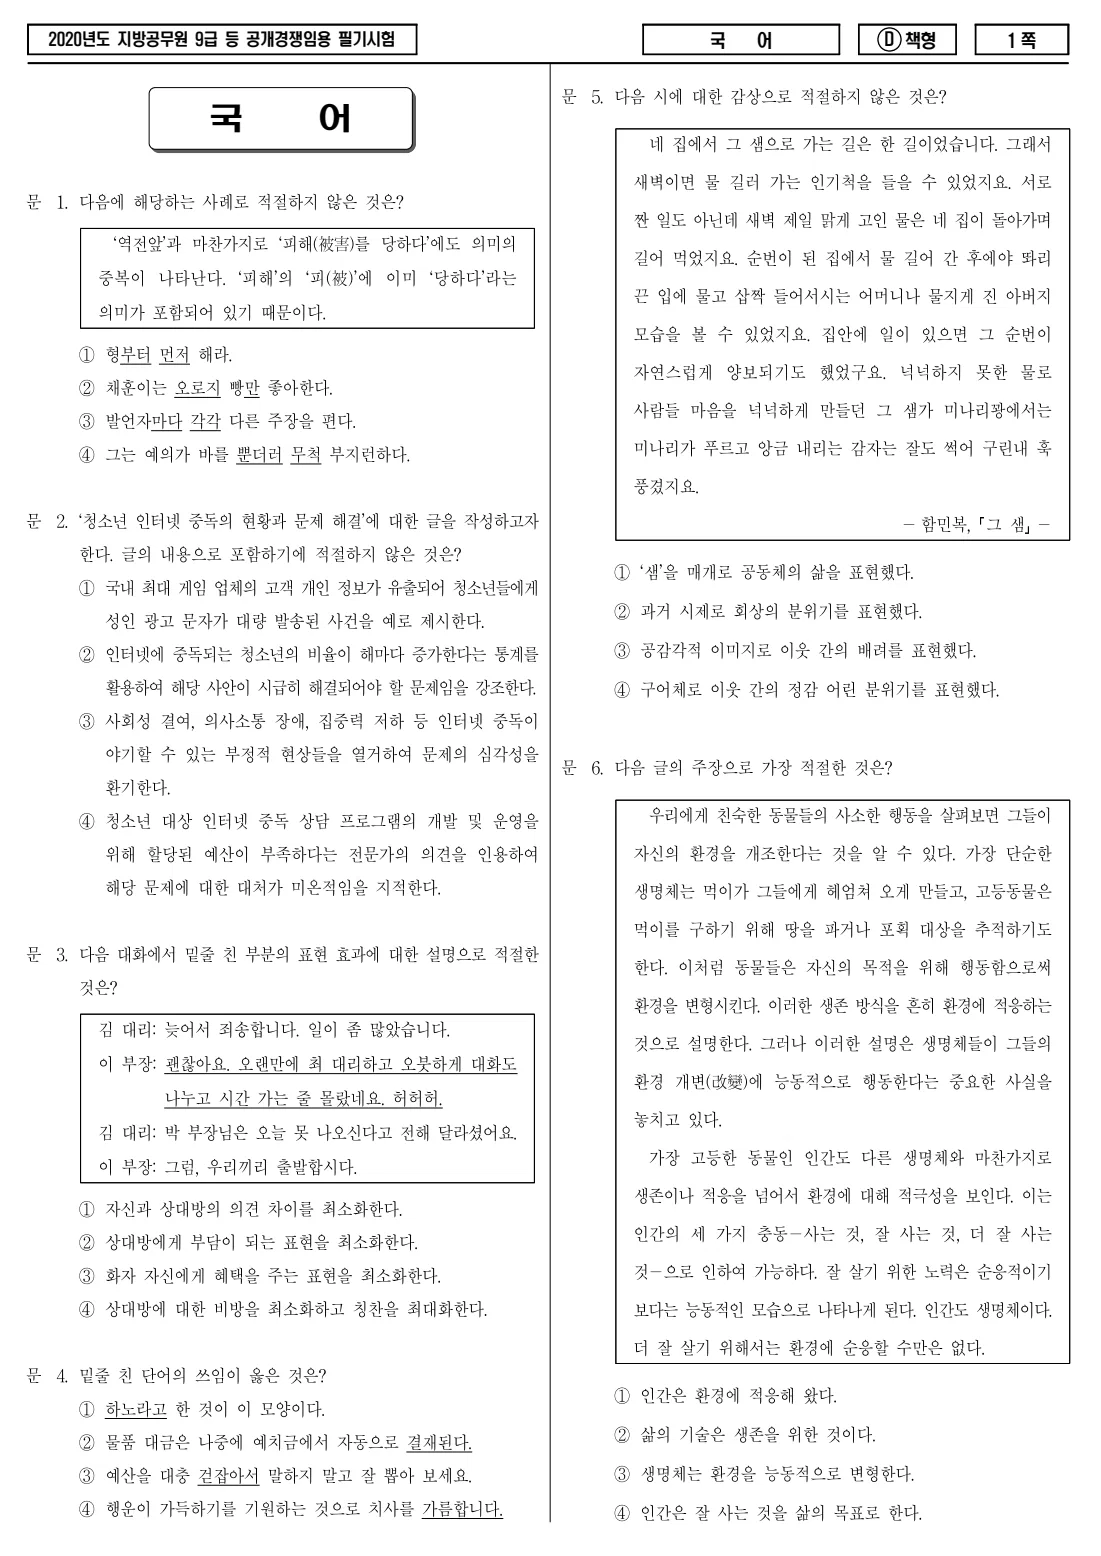 2020년도 지방공무원 9급 등 공개경쟁임용 필기시험
국 어
Ⓓ 책형
1 쪽
국 어
문 1. 다음에 해당하는 사례로 적절하지 않은 것은?
‘역전앞’과 마찬가지로 ‘피해(被害)를 당하다’에도 의미의
중복이 나타난다. ‘피해’의 ‘피(被)’에 이미 ‘당하다’라는
의미가 포함되어 있기 때문이다.
① 형부터 먼저 해라.
② 채훈이는 오로지 빵만 좋아한다.
③ 발언자마다 각각 다른 주장을 편다.
④ 그는 예의가 바를 뿐더러 무척 부지런하다.
문 2. ‘청소년 인터넷 중독의 현황과 문제 해결’에 대한 글을 작성하고자
한다. 글의 내용으로 포함하기에 적절하지 않은 것은?
① 국내 최대 게임 업체의 고객 개인 정보가 유출되어 청소년들에게
성인 광고 문자가 대량 발송된 사건을 예로 제시한다.
② 인터넷에 중독되는 청소년의 비율이 해마다 증가한다는 통계를
활용하여 해당 사안이 시급히 해결되어야 할 문제임을 강조한다.
③ 사회성 결여, 의사소통 장애, 집중력 저하 등 인터넷 중독이
야기할 수 있는 부정적 현상들을 열거하여 문제의 심각성을
환기한다.
④ 청소년 대상 인터넷 중독 상담 프로그램의 개발 및 운영을
위해 할당된 예산이 부족하다는 전문가의 의견을 인용하여
해당 문제에 대한 대처가 미온적임을 지적한다.
문 3. 다음 대화에서 밑줄 친 부분의 표현 효과에 대한 설명으로 적절한
것은?
김 대리: 늦어서 죄송합니다. 일이 좀 많았습니다.
이 부장: 괜찮아요. 오랜만에 최 대리하고 오붓하게 대화도
나누고 시간 가는 줄 몰랐네요. 허허허.
김 대리: 박 부장님은 오늘 못 나오신다고 전해 달라셨어요.
이 부장: 그럼, 우리끼리 출발합시다.
① 자신과 상대방의 의견 차이를 최소화한다.
② 상대방에게 부담이 되는 표현을 최소화한다.
③ 화자 자신에게 혜택을 주는 표현을 최소화한다.
④ 상대방에 대한 비방을 최소화하고 칭찬을 최대화한다.
문 4. 밑줄 친 단어의 쓰임이 옳은 것은?
① 하노라고 한 것이 이 모양이다.
② 물품 대금은 나중에 예치금에서 자동으로 결재된다.
③ 예산을 대충 걷잡아서 말하지 말고 잘 뽑아 보세요.
④ 행운이 가득하기를 기원하는 것으로 치사를 가름합니다.
문 5. 다음 시에 대한 감상으로 적절하지 않은 것은?
네 집에서 그 샘으로 가는 길은 한 길이었습니다. 그래서
새벽이면 물 길러 가는 인기척을 들을 수 있었지요. 서로
짠 일도 아닌데 새벽 제일 맑게 고인 물은 네 집이 돌아가며
길어 먹었지요. 순번이 된 집에서 물 길어 간 후에야 똬리
끈 입에 물고 삽짝 들어서시는 어머니나 물지게 진 아버지
모습을 볼 수 있었지요. 집안에 일이 있으면 그 순번이
자연스럽게 양보되기도 했었구요. 넉넉하지 못한 물로
사람들 마음을 넉넉하게 만들던 그 샘가 미나리꽝에서는
미나리가 푸르고 앙금 내리는 감자는 잘도 썩어 구린내 훅
풍겼지요.
－ 함민복, ｢그 샘｣ －
① ‘샘’을 매개로 공동체의 삶을 표현했다.
② 과거 시제로 회상의 분위기를 표현했다.
③ 공감각적 이미지로 이웃 간의 배려를 표현했다.
④ 구어체로 이웃 간의 정감 어린 분위기를 표현했다.
문 6. 다음 글의 주장으로 가장 적절한 것은?
우리에게 친숙한 동물들의 사소한 행동을 살펴보면 그들이
자신의 환경을 개조한다는 것을 알 수 있다. 가장 단순한
생명체는 먹이가 그들에게 헤엄쳐 오게 만들고, 고등동물은
먹이를 구하기 위해 땅을 파거나 포획 대상을 추적하기도
한다. 이처럼 동물들은 자신의 목적을 위해 행동함으로써
환경을 변형시킨다. 이러한 생존 방식을 흔히 환경에 적응하는
것으로 설명한다. 그러나 이러한 설명은 생명체들이 그들의
환경 개변(改變)에 능동적으로 행동한다는 중요한 사실을
놓치고 있다.
가장 고등한 동물인 인간도 다른 생명체와 마찬가지로
생존이나 적응을 넘어서 환경에 대해 적극성을 보인다. 이는
인간의 세 가지 충동－사는 것, 잘 사는 것, 더 잘 사는
것－으로 인하여 가능하다. 잘 살기 위한 노력은 순응적이기
보다는 능동적인 모습으로 나타나게 된다. 인간도 생명체이다.
더 잘 살기 위해서는 환경에 순응할 수만은 없다.
① 인간은 환경에 적응해 왔다.
② 삶의 기술은 생존을 위한 것이다.
③ 생명체는 환경을 능동적으로 변형한다.
④ 인간은 잘 사는 것을 삶의 목표로 한다.